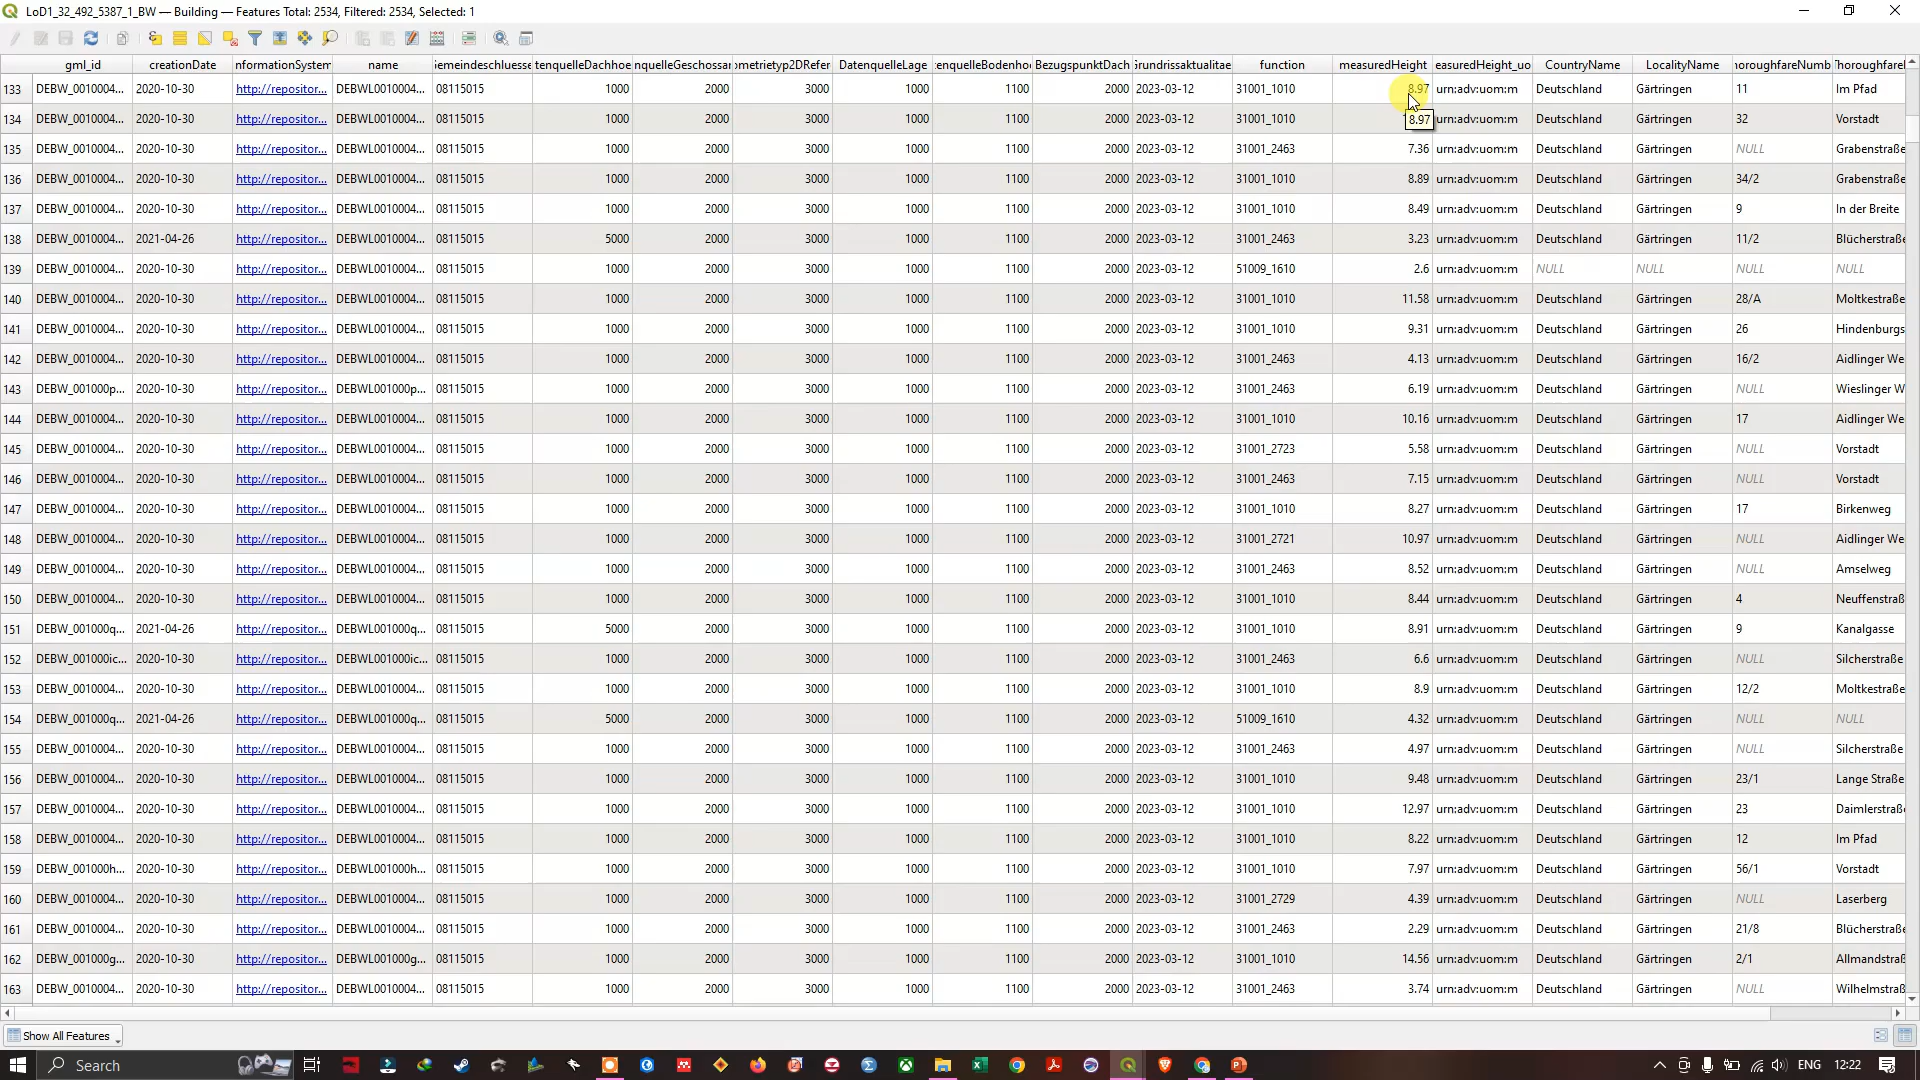 LoD1_32_492_5387_1_BW — Building — Features Total: 2534, Filtered: 2534, Selected: 1
gml_id creationDate nformationSystem name Gemeindeschluesse tenquelleDachhoe nquelleGeschossar ometrietyp2DRefer DatenquelleLage tenquelleBodenhoe BezugspunktDach Grundrissaktualitae function measuredHeight easuredHeight_uo CountryName LocalityName horoughfareNumb ThoroughfareI
133 DEBW_0010004... 2020-10-30 http://repositor... DEBWL0010004... 08115015 1000 2000 3000 1000 1100 2000 2023-03-12 31001_1010 8.97 urn:adv:uom:m Deutschland Gärtringen 11 Im Pfad
134 DEBW_0010004... 2020-10-30 http://repositor... DEBWL0010004... 08115015 1000 2000 3000 1000 1100 2000 2023-03-12 31001_1010 8.97 urn:adv:uom:m Deutschland Gärtringen 32 Vorstadt
135 DEBW_0010004... 2020-10-30 http://repositor... DEBWL0010004... 08115015 1000 2000 3000 1000 1100 2000 2023-03-12 31001_2463 7.36 urn:adv:uom:m Deutschland Gärtringen NULL Grabenstraße
136 DEBW_0010004... 2020-10-30 http://repositor... DEBWL0010004... 08115015 1000 2000 3000 1000 1100 2000 2023-03-12 31001_1010 8.89 urn:adv:uom:m Deutschland Gärtringen 34/2 Grabenstraße
137 DEBW_0010004... 2020-10-30 http://repositor... DEBWL0010004... 08115015 1000 2000 3000 1000 1100 2000 2023-03-12 31001_1010 8.49 urn:adv:uom:m Deutschland Gärtringen 9 In der Breite
138 DEBW_0010004... 2021-04-26 http://repositor... DEBWL0010004... 08115015 5000 2000 3000 1000 1100 2000 2023-03-12 31001_2463 3.23 urn:adv:uom:m Deutschland Gärtringen 11/2 Blücherstraße
139 DEBW_0010004... 2020-10-30 http://repositor... DEBWL0010004... 08115015 1000 2000 3000 1000 1100 2000 2023-03-12 51009_1610 2.6 urn:adv:uom:m NULL NULL NULL NULL
140 DEBW_0010004... 2020-10-30 http://repositor... DEBWL0010004... 08115015 1000 2000 3000 1000 1100 2000 2023-03-12 31001_1010 11.58 urn:adv:uom:m Deutschland Gärtringen 28/A Moltkestraße
141 DEBW_0010004... 2020-10-30 http://repositor... DEBWL0010004... 08115015 1000 2000 3000 1000 1100 2000 2023-03-12 31001_1010 9.31 urn:adv:uom:m Deutschland Gärtringen 26 Hindenburgs
142 DEBW_0010004... 2020-10-30 http://repositor... DEBWL0010004... 08115015 1000 2000 3000 1000 1100 2000 2023-03-12 31001_2463 4.13 urn:adv:uom:m Deutschland Gärtringen 16/2 Aidlinger We
143 DEBW_001000p... 2020-10-30 http://repositor... DEBWL001000p... 08115015 1000 2000 3000 1000 1100 2000 2023-03-12 31001_2463 6.19 urn:adv:uom:m Deutschland Gärtringen NULL Wieslinger W
144 DEBW_0010004... 2020-10-30 http://repositor... DEBWL0010004... 08115015 1000 2000 3000 1000 1100 2000 2023-03-12 31001_1010 10.16 urn:adv:uom:m Deutschland Gärtringen 17 Aidlinger We
145 DEBW_0010004... 2020-10-30 http://repositor... DEBWL0010004... 08115015 1000 2000 3000 1000 1100 2000 2023-03-12 31001_2723 5.58 urn:adv:uom:m Deutschland Gärtringen NULL Vorstadt
146 DEBW_0010004... 2020-10-30 http://repositor... DEBWL0010004... 08115015 1000 2000 3000 1000 1100 2000 2023-03-12 31001_2463 7.15 urn:adv:uom:m Deutschland Gärtringen NULL Vorstadt
147 DEBW_0010004... 2020-10-30 http://repositor... DEBWL0010004... 08115015 1000 2000 3000 1000 1100 2000 2023-03-12 31001_1010 8.27 urn:adv:uom:m Deutschland Gärtringen 17 Birkenweg
148 DEBW_0010004... 2020-10-30 http://repositor... DEBWL0010004... 08115015 1000 2000 3000 1000 1100 2000 2023-03-12 31001_2721 10.97 urn:adv:uom:m Deutschland Gärtringen NULL Aidlinger We
149 DEBW_0010004... 2020-10-30 http://repositor... DEBWL0010004... 08115015 1000 2000 3000 1000 1100 2000 2023-03-12 31001_2463 8.52 urn:adv:uom:m Deutschland Gärtringen NULL Amselweg
150 DEBW_0010004... 2020-10-30 http://repositor... DEBWL0010004... 08115015 1000 2000 3000 1000 1100 2000 2023-03-12 31001_1010 8.44 urn:adv:uom:m Deutschland Gärtringen 4 Neuffenstraß
151 DEBW_001000q... 2021-04-26 http://repositor... DEBWL001000q... 08115015 5000 2000 3000 1000 1100 2000 2023-03-12 31001_1010 8.91 urn:adv:uom:m Deutschland Gärtringen 9 Kanalgasse
152 DEBW_001000ic... 2020-10-30 http://repositor... DEBWL001000ic... 08115015 1000 2000 3000 1000 1100 2000 2023-03-12 31001_2463 6.6 urn:adv:uom:m Deutschland Gärtringen NULL Silcherstraße
153 DEBW_0010004... 2020-10-30 http://repositor... DEBWL0010004... 08115015 1000 2000 3000 1000 1100 2000 2023-03-12 31001_1010 8.9 urn:adv:uom:m Deutschland Gärtringen 12/2 Moltkestraße
154 DEBW_001000q... 2021-04-26 http://repositor... DEBWL001000q... 08115015 5000 2000 3000 1000 1100 2000 2023-03-12 51009_1610 4.32 urn:adv:uom:m Deutschland Gärtringen NULL NULL
155 DEBW_0010004... 2020-10-30 http://repositor... DEBWL0010004... 08115015 1000 2000 3000 1000 1100 2000 2023-03-12 31001_2463 4.97 urn:adv:uom:m Deutschland Gärtringen NULL Silcherstraße
156 DEBW_0010004... 2020-10-30 http://repositor... DEBWL0010004... 08115015 1000 2000 3000 1000 1100 2000 2023-03-12 31001_1010 9.48 urn:adv:uom:m Deutschland Gärtringen 23/1 Lange Straße
157 DEBW_0010004... 2020-10-30 http://repositor... DEBWL0010004... 08115015 1000 2000 3000 1000 1100 2000 2023-03-12 31001_1010 12.97 urn:adv:uom:m Deutschland Gärtringen 23 Daimlerstraß
158 DEBW_0010004... 2020-10-30 http://repositor... DEBWL0010004... 08115015 1000 2000 3000 1000 1100 2000 2023-03-12 31001_1010 8.22 urn:adv:uom:m Deutschland Gärtringen 12 Im Pfad
159 DEBW_001000h... 2020-10-30 http://repositor... DEBWL001000h... 08115015 1000 2000 3000 1000 1100 2000 2023-03-12 31001_1010 7.97 urn:adv:uom:m Deutschland Gärtringen 56/1 Vorstadt
160 DEBW_0010004... 2020-10-30 http://repositor... DEBWL0010004... 08115015 1000 2000 3000 1000 1100 2000 2023-03-12 31001_2729 4.39 urn:adv:uom:m Deutschland Gärtringen NULL Laserberg
161 DEBW_0010004... 2020-10-30 http://repositor... DEBWL0010004... 08115015 1000 2000 3000 1000 1100 2000 2023-03-12 31001_2463 2.29 urn:adv:uom:m Deutschland Gärtringen 21/8 Blücherstraße
162 DEBW_001000g... 2020-10-30 http://repositor... DEBWL001000g... 08115015 1000 2000 3000 1000 1100 2000 2023-03-12 31001_1010 14.56 urn:adv:uom:m Deutschland Gärtringen 2/1 Allmandstraß
163 DEBW_0010004... 2020-10-30 http://repositor... DEBWL0010004... 08115015 1000 2000 3000 1000 1100 2000 2023-03-12 31001_2463 3.74 urn:adv:uom:m Deutschland Gärtringen NULL Wilhelmstraß
Show All Features
Search ENG 12:22